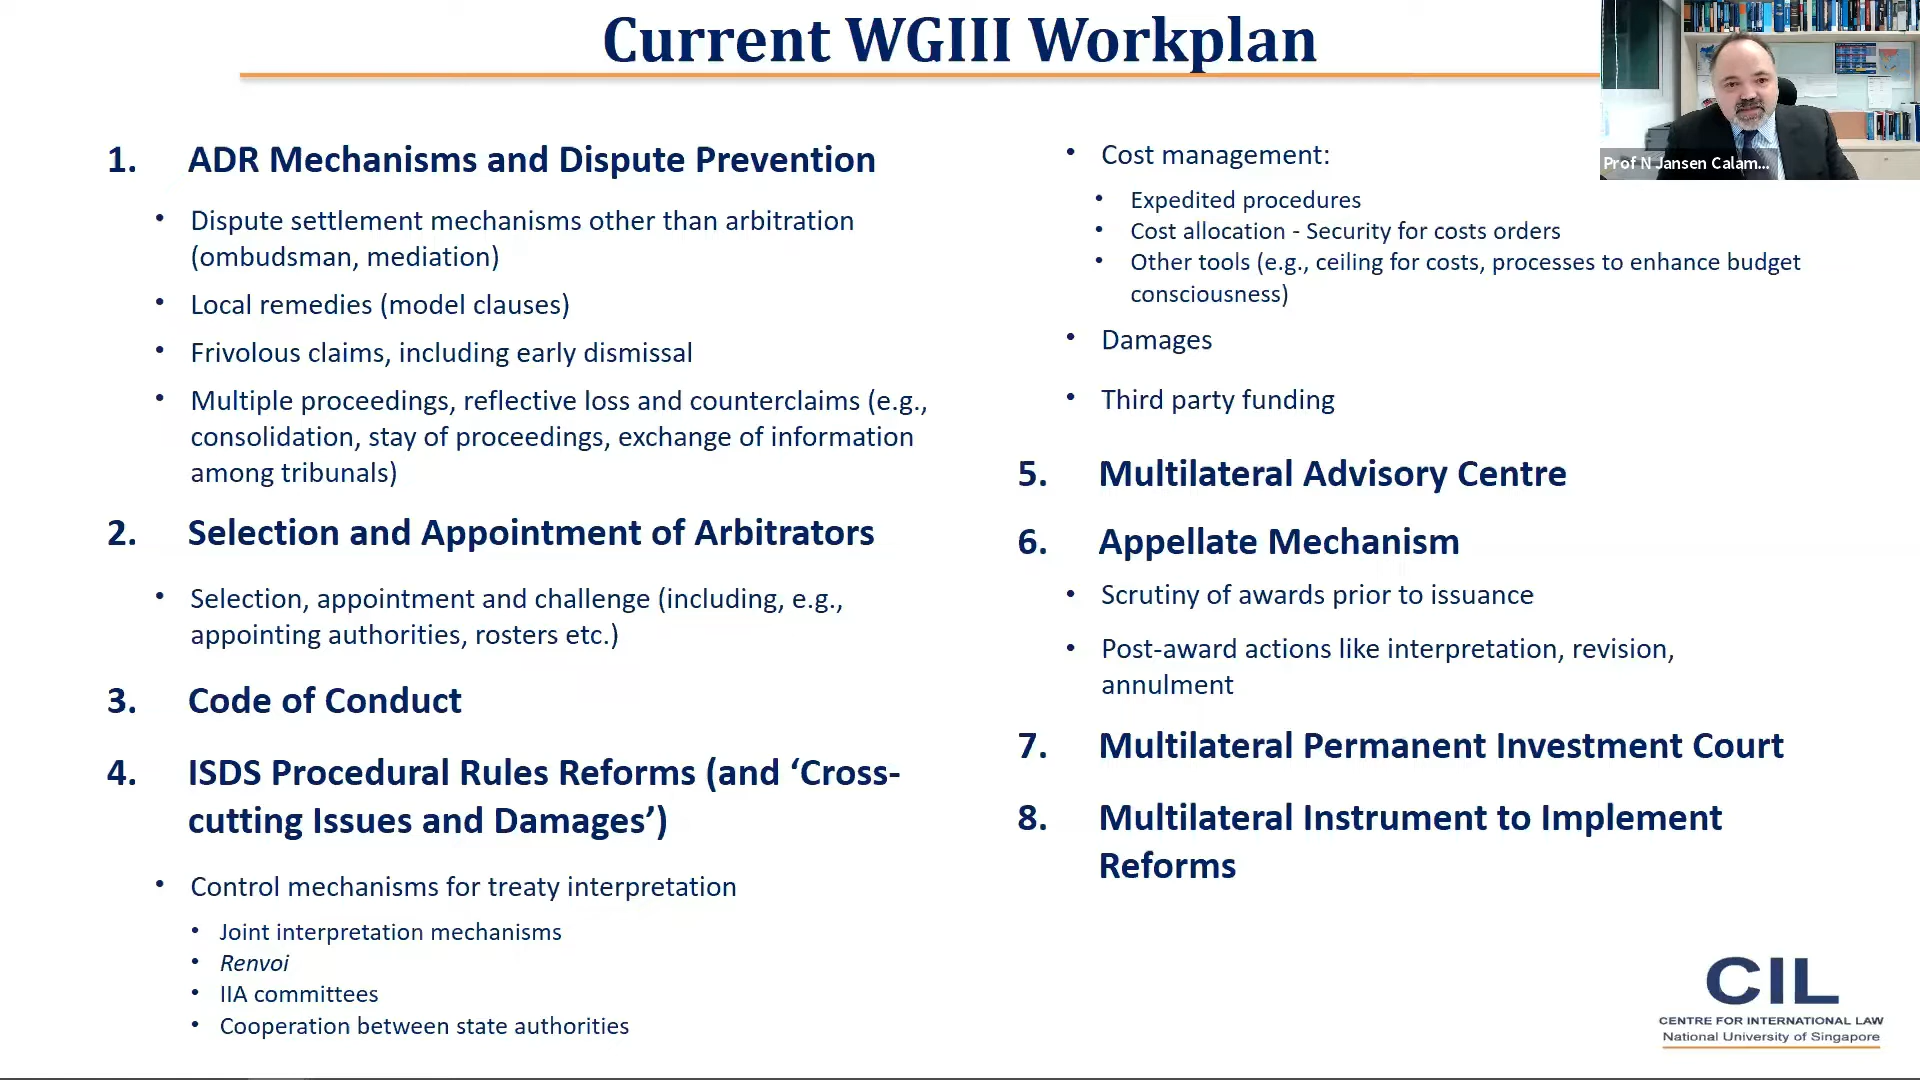 Current WGIII Workplan
1. ADR Mechanisms and Dispute Prevention
• Dispute settlement mechanisms other than arbitration
(ombudsman, mediation)
• Local remedies (model clauses)
• Frivolous claims, including early dismissal
• Multiple proceedings, reflective loss and counterclaims (e.g.,
consolidation, stay of proceedings, exchange of information
among tribunals)
2. Selection and Appointment of Arbitrators
• Selection, appointment and challenge (including, e.g.,
appointing authorities, rosters etc.)
3. Code of Conduct
4. ISDS Procedural Rules Reforms (and ‘Cross-
cutting Issues and Damages’)
• Control mechanisms for treaty interpretation
• Joint interpretation mechanisms
• Renvoi
• IIA committees
• Cooperation between state authorities
• Cost management:
• Expedited procedures
• Cost allocation - Security for costs orders
• Other tools (e.g., ceiling for costs, processes to enhance budget
consciousness)
• Damages
• Third party funding
5. Multilateral Advisory Centre
6. Appellate Mechanism
• Scrutiny of awards prior to issuance
• Post-award actions like interpretation, revision,
annulment
7. Multilateral Permanent Investment Court
8. Multilateral Instrument to Implement
Reforms
Prof N Jansen Calam...
CIL
CENTRE FOR INTERNATIONAL LAW
National University of Singapore